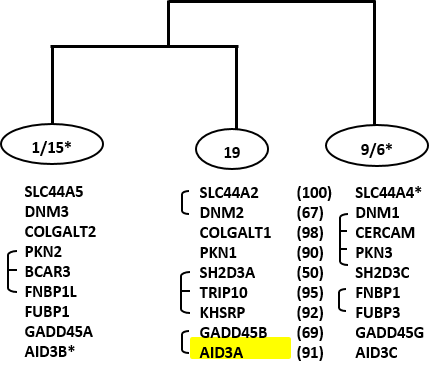 1/15* 19 9/6*
SLC44A5 SLC44A2 (100) SLC44A4*
DNM3 DNM2 (67) DNM1
COLGALT2 COLGALT1 (98) CERCAM
PKN2 PKN1 (90) PKN3
BCAR3 SH2D3A (50) SH2D3C
FNBP1L TRIP10 (95) FNBP1
FUBP1 KHSRP (92) FUBP3
GADD45A GADD45B (69) GADD45G
AID3B* AID3A (91) AID3C